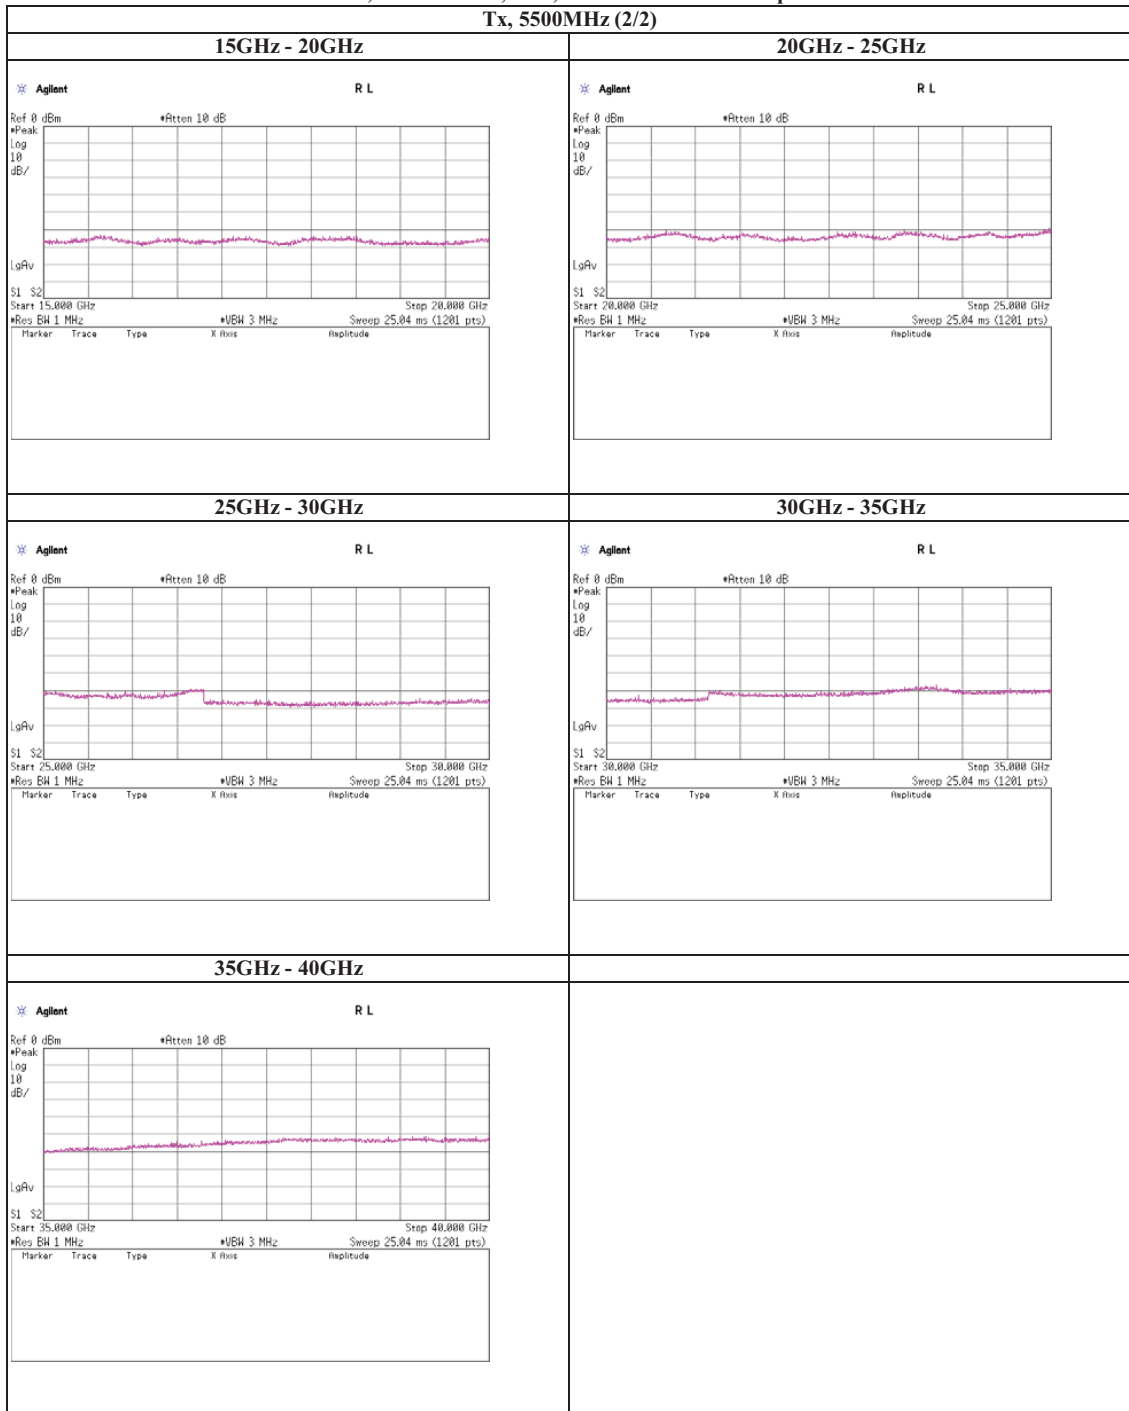 Tx, 5500MHz (2/2)
15GHz - 20GHz
20GHz - 25GHz
Agilent R L
Ref 0 dBm *Atten 10 dB
*Peak
Log
10
dB/
LgAv
S1 S2
Start 15.000 GHz Stop 20.000 GHz
*Res BW 1 MHz *VBW 3 MHz Sweep 25.04 ms (1201 pts)
Marker Trace Type X Axis Amplitude
Agilent R L
Ref 0 dBm *Atten 10 dB
*Peak
Log
10
dB/
LgAv
S1 S2
Start 20.000 GHz Stop 25.000 GHz
*Res BW 1 MHz *VBW 3 MHz Sweep 25.04 ms (1201 pts)
Marker Trace Type X Axis Amplitude
25GHz - 30GHz
30GHz - 35GHz
Agilent R L
Ref 0 dBm *Atten 10 dB
*Peak
Log
10
dB/
LgAv
S1 S2
Start 25.000 GHz Stop 30.000 GHz
*Res BW 1 MHz *VBW 3 MHz Sweep 25.04 ms (1201 pts)
Marker Trace Type X Axis Amplitude
Agilent R L
Ref 0 dBm *Atten 10 dB
*Peak
Log
10
dB/
LgAv
S1 S2
Start 30.000 GHz Stop 35.000 GHz
*Res BW 1 MHz *VBW 3 MHz Sweep 25.04 ms (1201 pts)
Marker Trace Type X Axis Amplitude
35GHz - 40GHz
Agilent R L
Ref 0 dBm *Atten 10 dB
*Peak
Log
10
dB/
LgAv
S1 S2
Start 35.000 GHz Stop 40.000 GHz
*Res BW 1 MHz *VBW 3 MHz Sweep 25.04 ms (1201 pts)
Marker Trace Type X Axis Amplitude